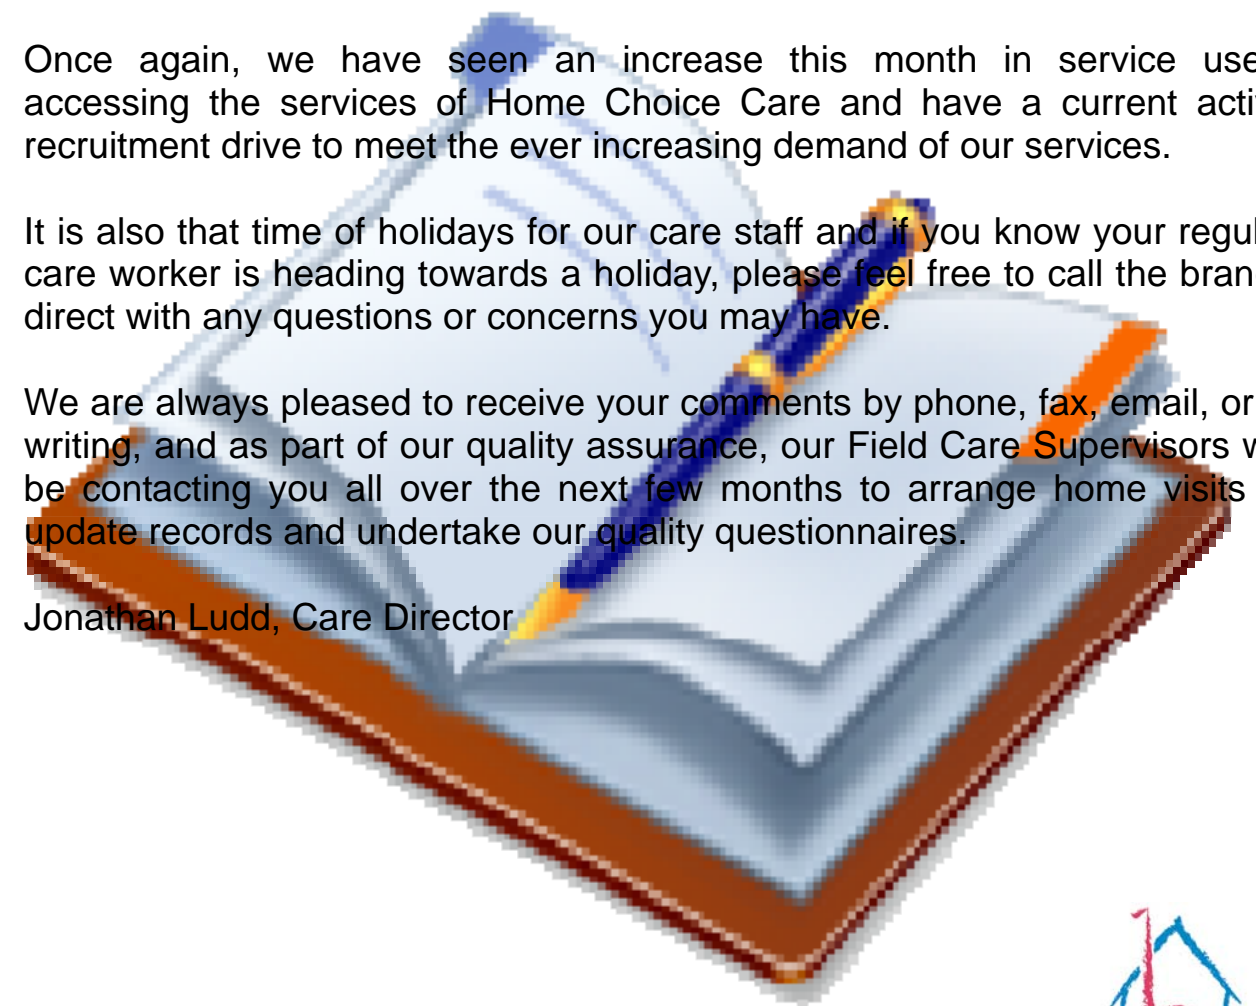 Once again, we have seen an increase this month in service use
accessing the services of Home Choice Care and have a current acti
recruitment drive to meet the ever increasing demand of our services.
It is also that time of holidays for our care staff and if you know your regul
care worker is heading towards a holiday, please feel free to call the bran
direct with any questions or concerns you may have.
We are always pleased to receive your comments by phone, fax, email, or
writing, and as part of our quality assurance, our Field Care Supervisors w
be contacting you all over the next few months to arrange home visits
update records and undertake our quality questionnaires.
Jonathan Ludd, Care Director